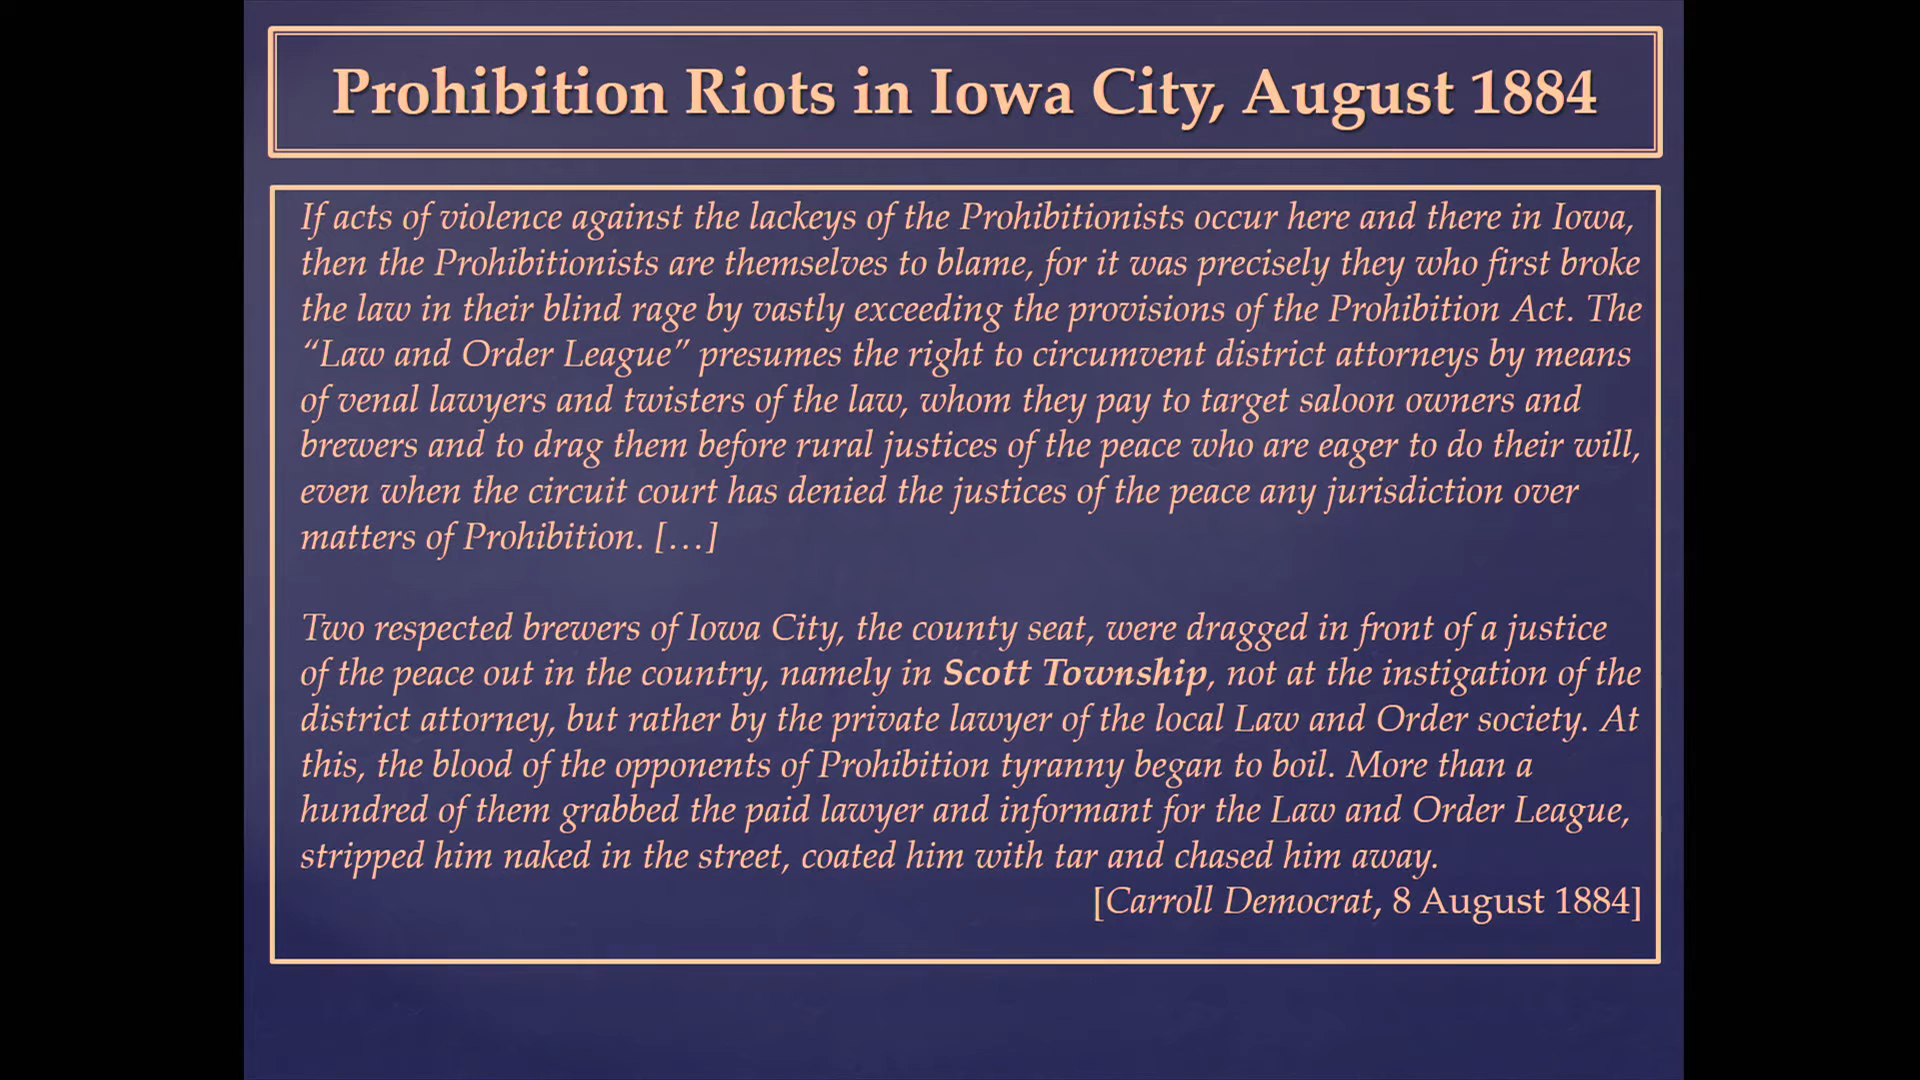 Prohibition Riots in Iowa City, August 1884
If acts of violence against the lackeys of the Prohibitionists occur here and there in Iowa,
then the Prohibitionists are themselves to blame, for it was precisely they who first broke
the law in their blind rage by vastly exceeding the provisions of the Prohibition Act. The
“Law and Order League” presumes the right to circumvent district attorneys by means
of venal lawyers and twisters of the law, whom they pay to target saloon owners and
brewers and to drag them before rural justices of the peace who are eager to do their will,
even when the circuit court has denied the justices of the peace any jurisdiction over
matters of Prohibition. […]
Two respected brewers of Iowa City, the county seat, were dragged in front of a justice
of the peace out in the country, namely in Scott Township, not at the instigation of the
district attorney, but rather by the private lawyer of the local Law and Order society. At
this, the blood of the opponents of Prohibition tyranny began to boil. More than a
hundred of them grabbed the paid lawyer and informant for the Law and Order League,
stripped him naked in the street, coated him with tar and chased him away.
[Carroll Democrat, 8 August 1884]